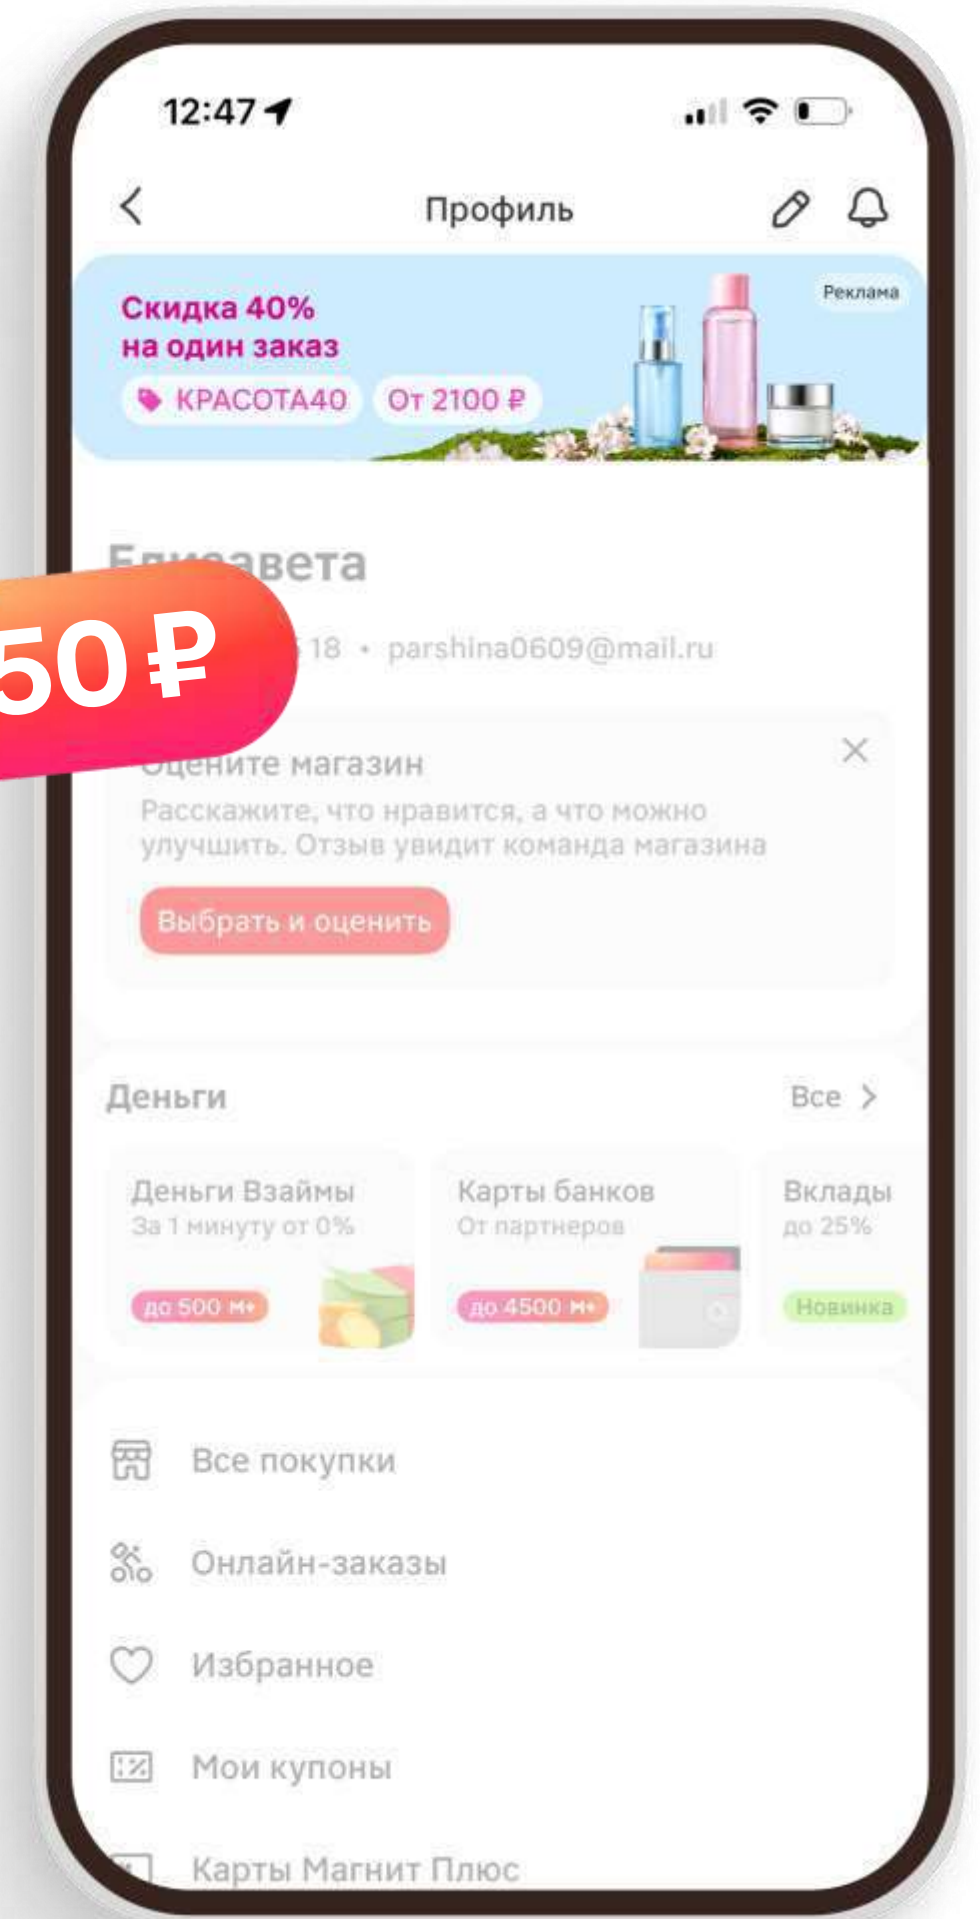 12:47
Профиль
Реклама
Скидка 40%
на один заказ
КРАСОТА40 От 2100 ₽
Елизавета
50 ₽
18 • parshina0609@mail.ru
Оцените магазин
Расскажите, что нравится, а что можно
улучшить. Отзыв увидит команда магазина
Выбрать и оценить
Деньги Все >
Деньги Взаймы
За 1 минуту от 0%
до 500 М+
Карты банков
От партнеров
до 4500 М+
Вклады
до 25%
Новинка
Все покупки
Онлайн-заказы
Избранное
Мои купоны
Карты Магнит Плюс